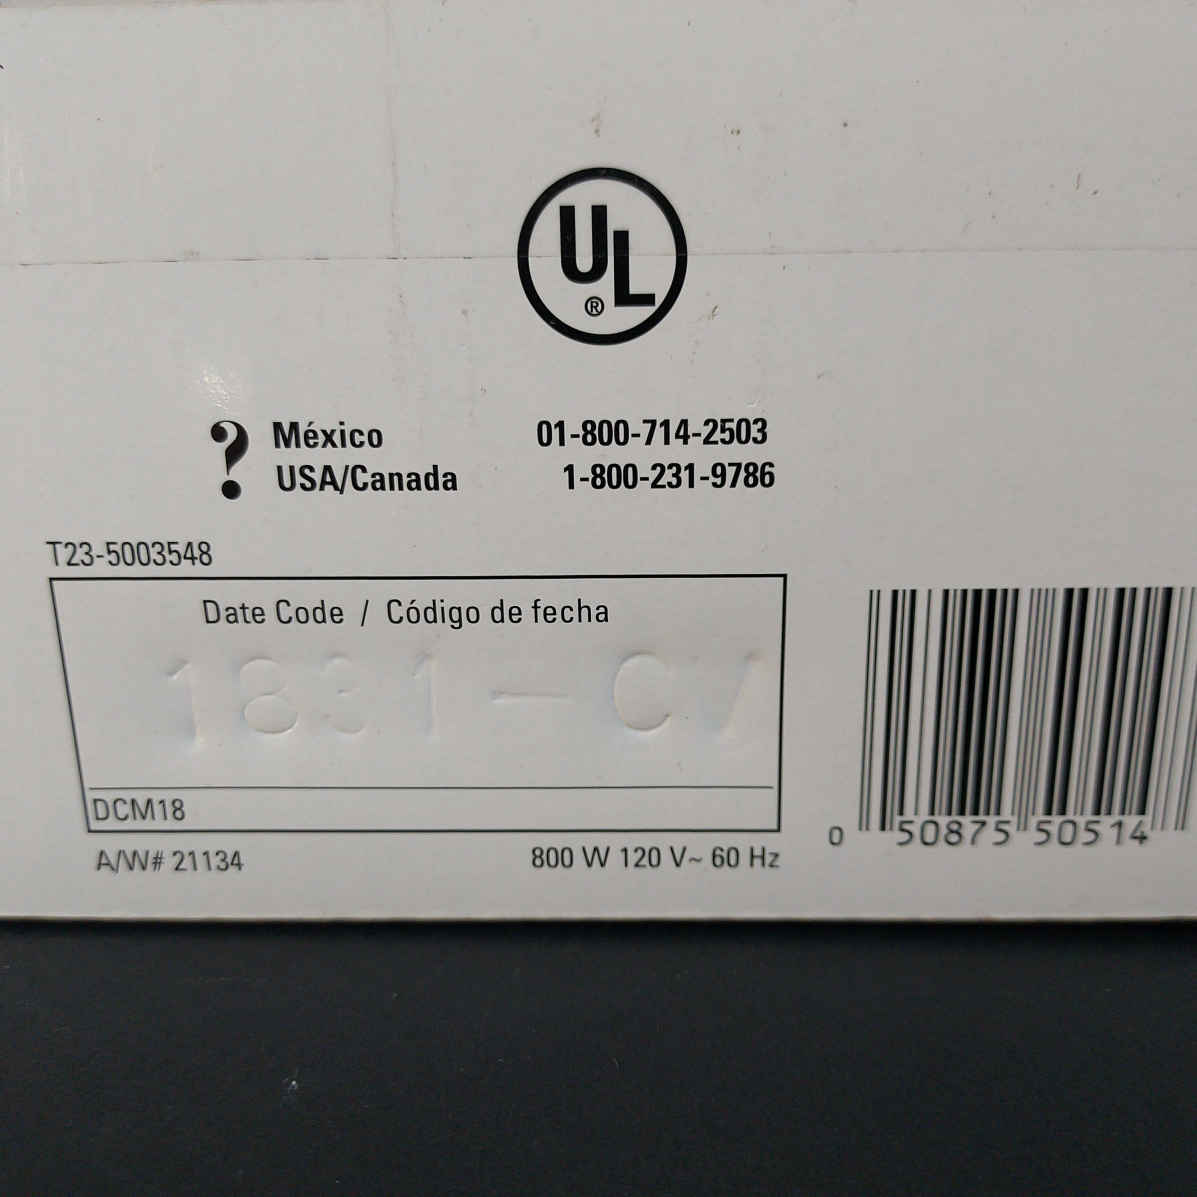 UL
®
? México 01-800-714-2503
USA/Canada 1-800-231-9786
T23-5003548
Date Code / Código de fecha
1831-C
DCM18
A/W# 21134
800 W 120 V~ 60 Hz
0 50875 50514